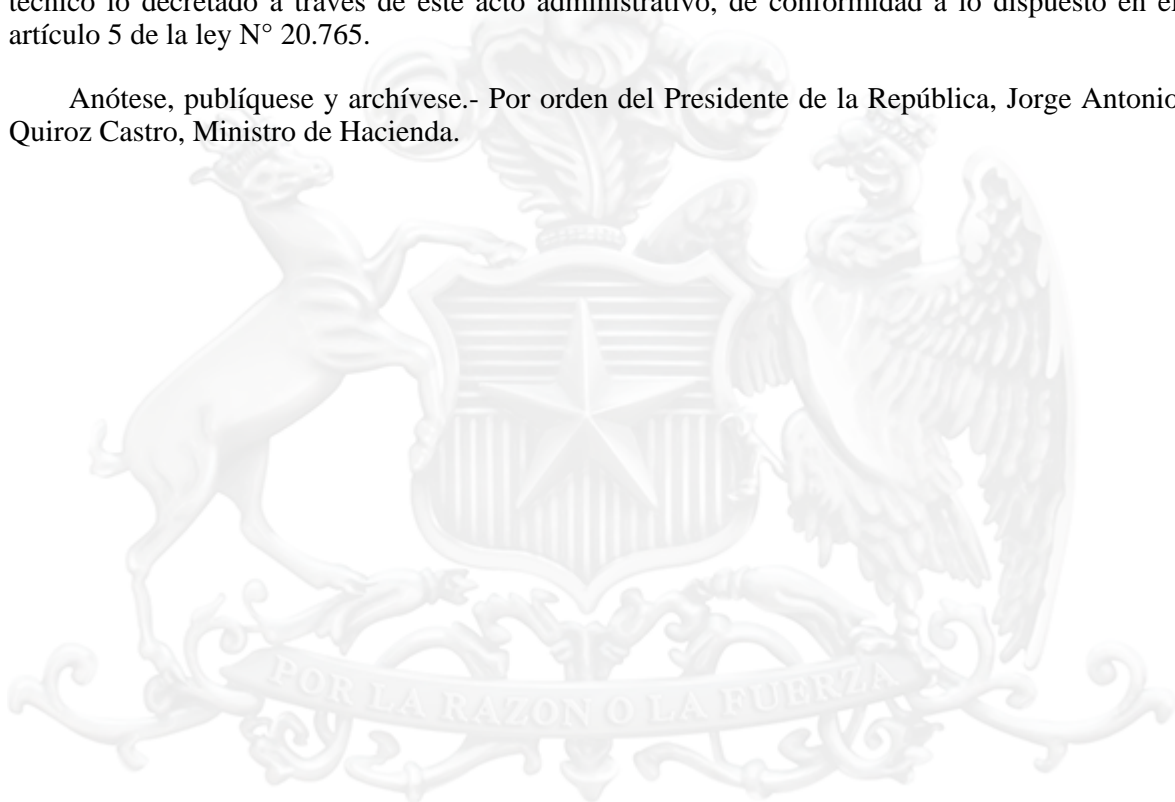 técnico lo decretado a través de este acto administrativo, de conformidad a lo dispuesto en el
artículo 5 de la ley N° 20.765.
Anótese, publíquese y archívese.- Por orden del Presidente de la República, Jorge Antonio
Quiroz Castro, Ministro de Hacienda.
POR LA RAZON O LA FUERZA